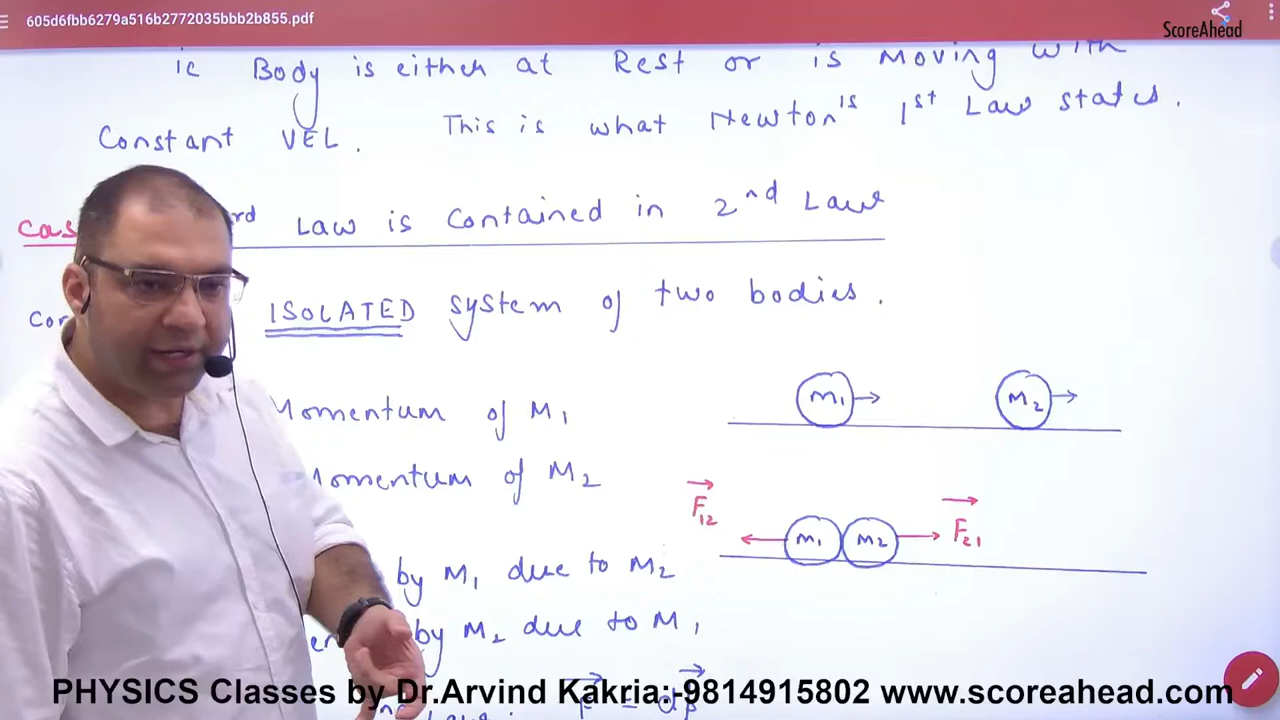 605d6fbb6279a516b2772035bbb2b855.pdf
ScoreAhead
ie Body is either at Rest or is moving with
Constant VEL. This is what Newton's 1st Law states.
rd Law is contained in 2nd Law
ISOLATED system of two bodies.
M1 M2
Momentum of M1
Momentum of M2
F12 M1 M2 F21
by M1 due to M2
by M2 due to M1
PHYSICS Classes by Dr.Arvind Kakria:-9814915802 www.scoreahead.com